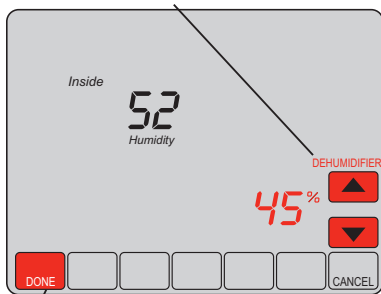 Inside
52
Humidity
DEHUMIDIFIER
45%
DONE
CANCEL